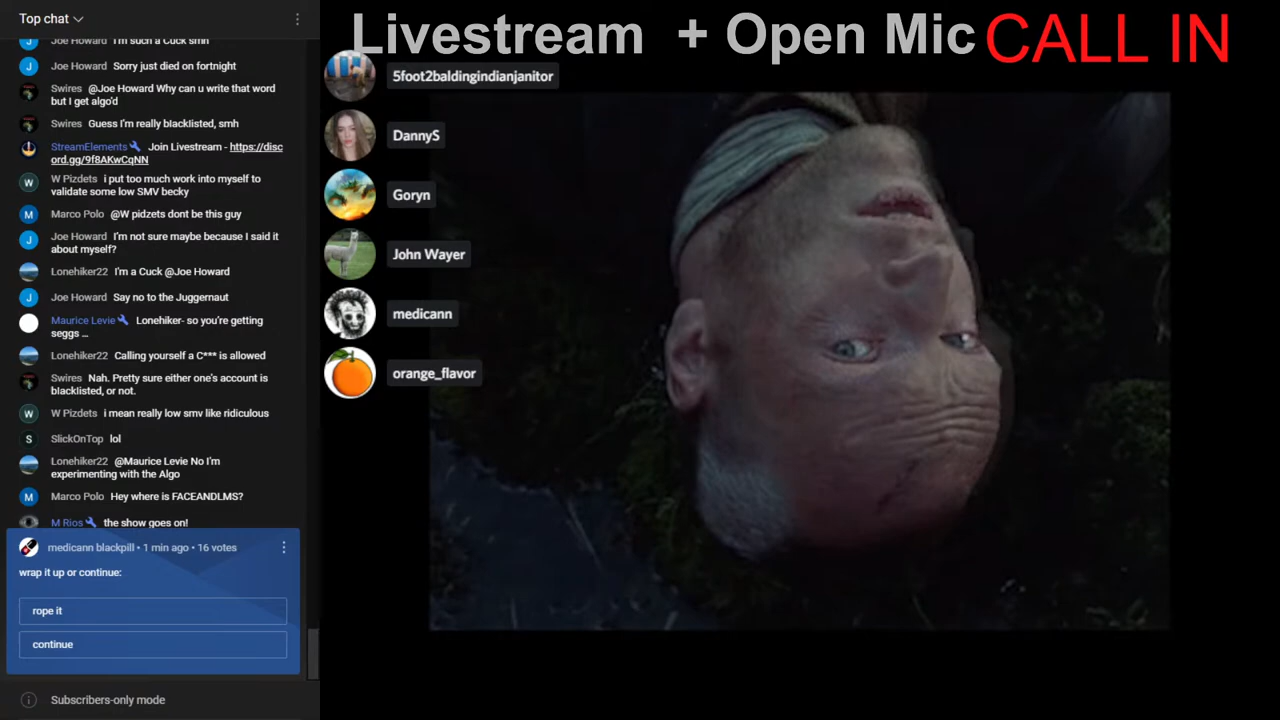 Top chat
Joe Howard I'm such a Cuck smh
Joe Howard Sorry just died on fortnight
Swires @Joe Howard Why can u write that word
but I get algo'd
Swires Guess I'm really blacklisted, smh
StreamElements Join Livestream - https://disc
ord.gg/9f8AKwCqNN
W Pizdets i put too much work into myself to
validate some low SMV becky
Marco Polo @W pidzets dont be this guy
Joe Howard I'm not sure maybe because I said it
about myself?
Lonehiker22 I'm a Cuck @Joe Howard
Joe Howard Say no to the Juggernaut
Maurice Levie Lonehiker- so you're getting
seggs ...
Lonehiker22 Calling yourself a C*** is allowed
Swires Nah. Pretty sure either one's account is
blacklisted, or not.
W Pizdets i mean really low smv like ridiculous
SlickOnTop lol
Lonehiker22 @Maurice Levie No I'm
experimenting with the Algo
Marco Polo Hey where is FACEANDLMS?
M Rios the show goes on!
medicann blackpill • 1 min ago • 16 votes
wrap it up or continue:
rope it
continue
Subscribers-only mode
Livestream + Open Mic CALL IN
5foot2baldingindianjanitor
DannyS
Goryn
John Wayer
medicann
orange_flavor